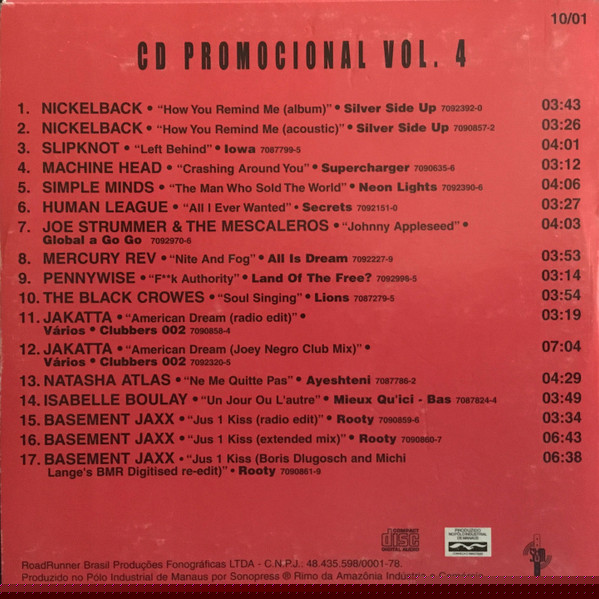 10/01
CD PROMOCIONAL VOL. 4
1. NICKELBACK • "How You Remind Me (album)" • Silver Side Up 7092392-0 03:43
2. NICKELBACK • "How You Remind Me (acoustic)" • Silver Side Up 7090857-2 03:26
3. SLIPKNOT • "Left Behind" • Iowa 7087799-5 04:01
4. MACHINE HEAD • "Crashing Around You" • Supercharger 7090635-6 03:12
5. SIMPLE MINDS • "The Man Who Sold The World" • Neon Lights 7092390-6 04:06
6. HUMAN LEAGUE • "All I Ever Wanted" • Secrets 7092151-0 03:27
7. JOE STRUMMER & THE MESCALEROS • "Johnny Appleseed" • 04:03
Global a Go Go 7092970-6
8. MERCURY REV • "Nite And Fog" • All Is Dream 7092227-9 03:53
9. PENNYWISE • "F**k Authority" • Land Of The Free? 7092996-5 03:14
10. THE BLACK CROWES • "Soul Singing" • Lions 7087279-5 03:54
11. JAKATTA • "American Dream (radio edit)" • 03:19
Vários • Clubbers 002 7090858-4
12. JAKATTA • "American Dream (Joey Negro Club Mix)" • 07:04
Vários • Clubbers 002 7092320-5
13. NATASHA ATLAS • "Ne Me Quitte Pas" • Ayeshteni 7087786-2 04:29
14. ISABELLE BOULAY • "Un Jour Ou L'autre" • Mieux Qu'ici - Bas 7087824-4 03:49
15. BASEMENT JAXX • "Jus 1 Kiss (radio edit)" • Rooty 7090859-6 03:34
16. BASEMENT JAXX • "Jus 1 Kiss (extended mix)" • Rooty 7090860-7 06:43
17. BASEMENT JAXX • "Jus 1 Kiss (Boris Dlugosch and Michi 06:38
Lange's BMR Digitised re-edit)" • Rooty 7090861-9
COMPACT
disc
DIGITAL AUDIO
PRODUZIDO
NO PÓLO INDUSTRIAL
DE MANAUS
RoadRunner Brasil Produções Fonográficas LTDA - C.N.P.J.: 48.435.598/0001-78.
Produzido no Pólo Industrial de Manaus por Sonopress ® Rimo da Amazônia Indústria e Comércio